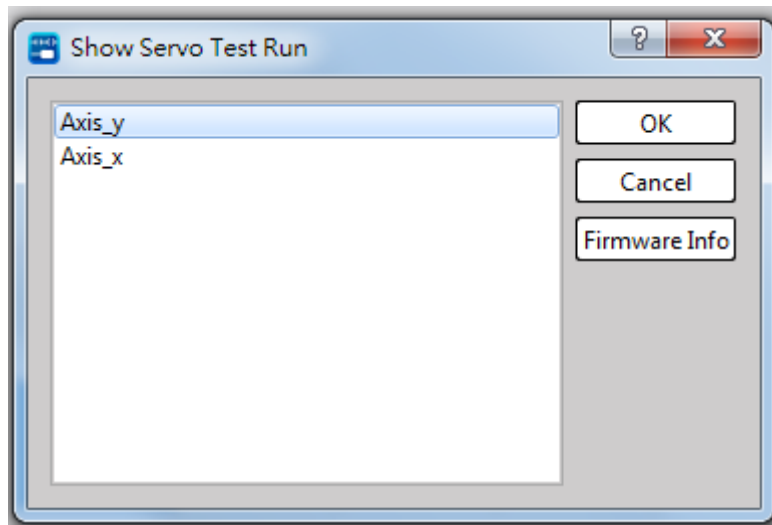 Show Servo Test Run
Axis_y
Axis_x
OK
Cancel
Firmware Info